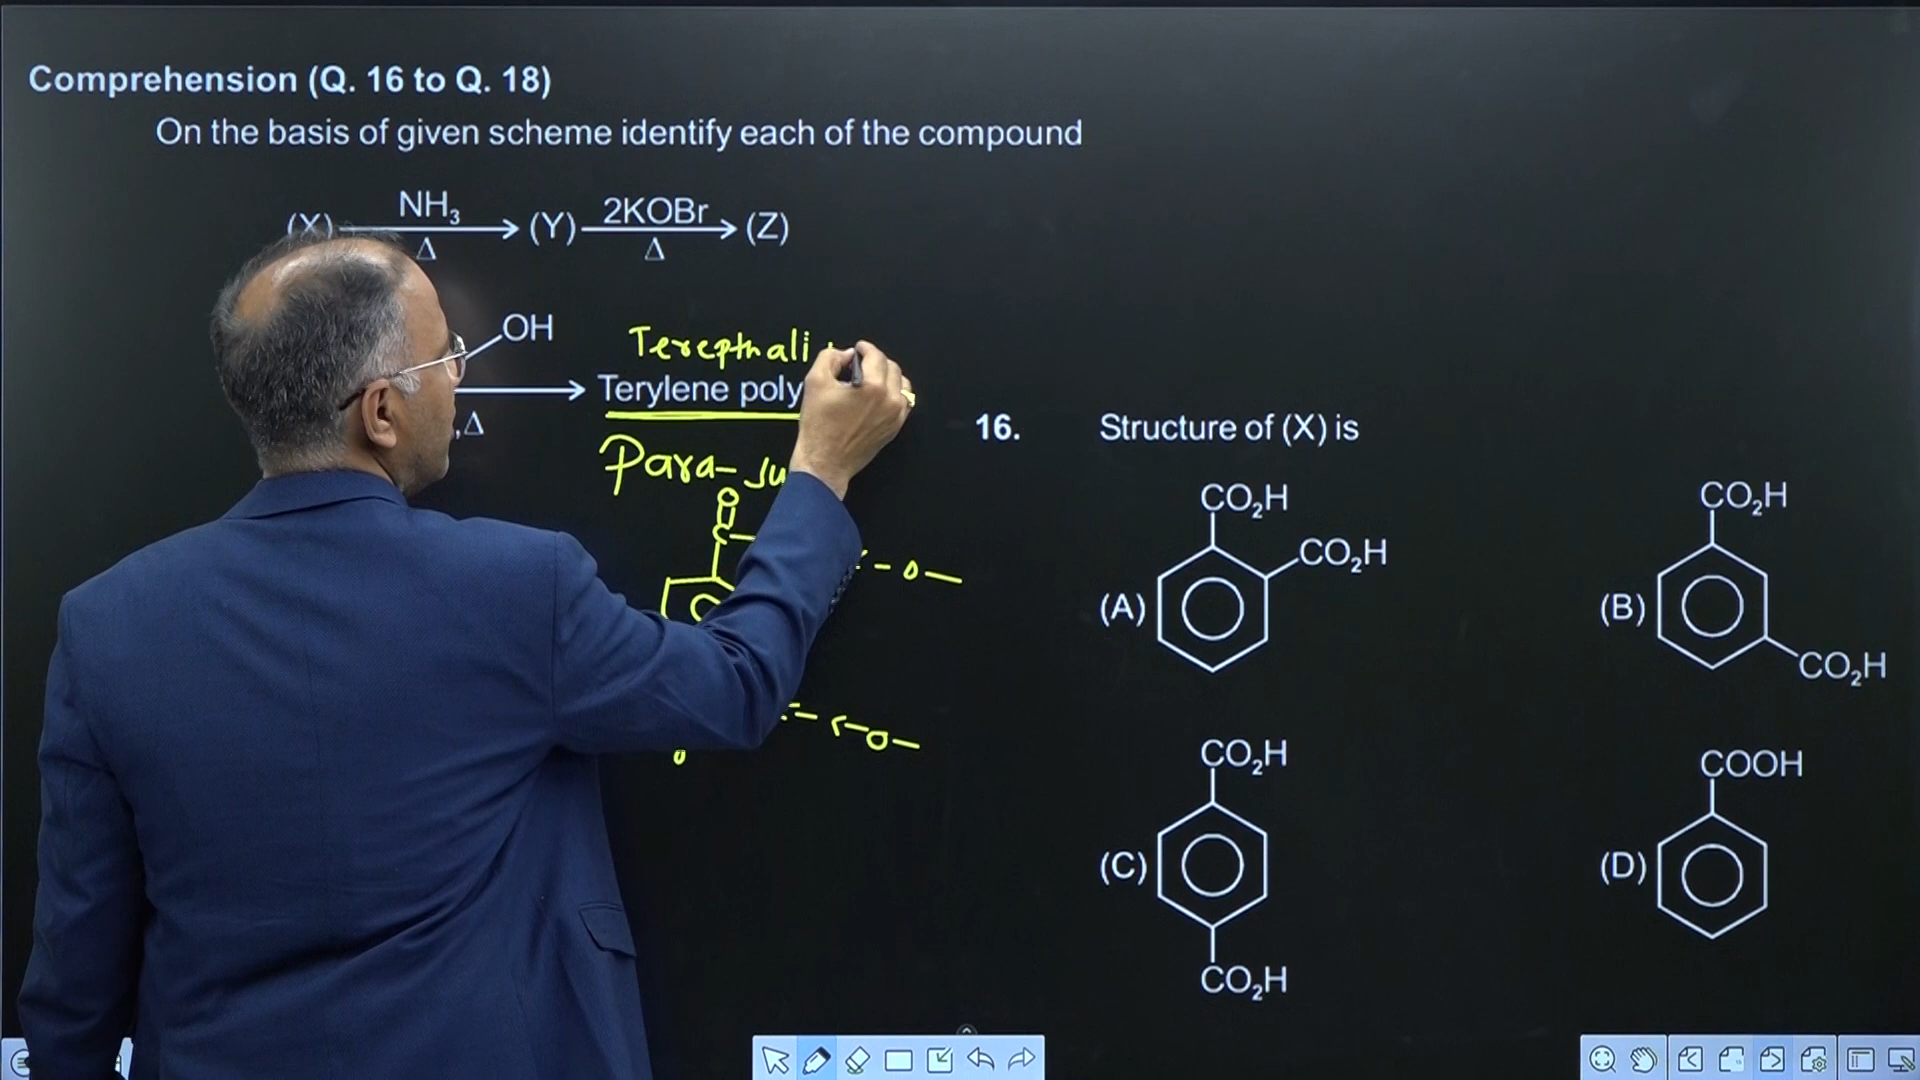 Comprehension (Q. 16 to Q. 18)
On the basis of given scheme identify each of the compound
(X) NH₃ Δ (Y) 2KOBr Δ (Z)
OH
Terepthali
Terylene poly
,Δ
Para-
16. Structure of (X) is
(A) CO₂H CO₂H
(B) CO₂H CO₂H
(C) CO₂H CO₂H
(D) COOH